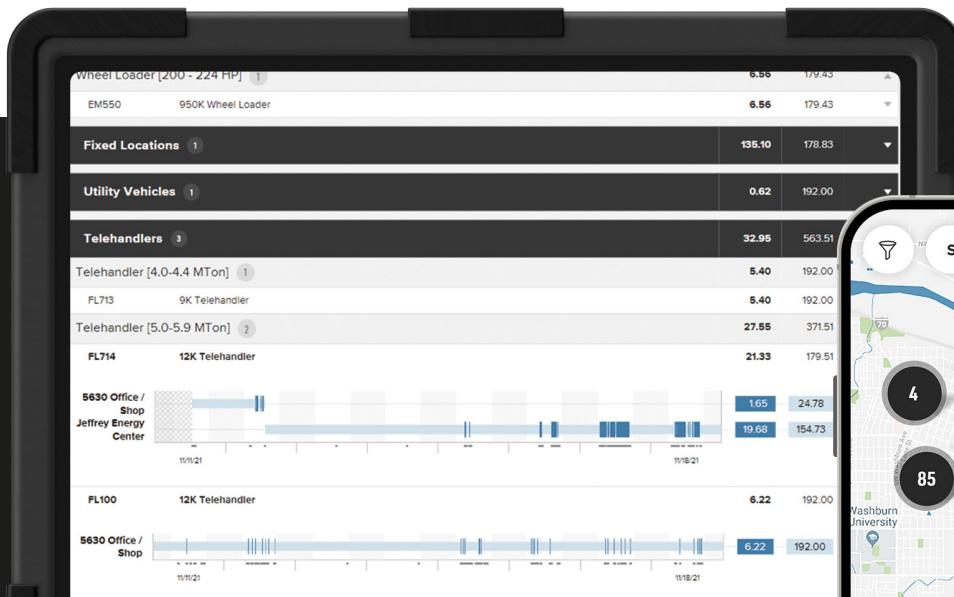 Wheel Loader [200 - 224 HP] 1 6.56 179.43
EM550 950K Wheel Loader 6.56 179.43
Fixed Locations 1 135.10 178.83
Utility Vehicles 1 0.62 192.00
Telehandlers 3 32.95 563.51
Telehandler [4.0-4.4 MTon] 1 5.40 192.00
FL713 9K Telehandler 5.40 192.00
Telehandler [5.0-5.9 MTon] 2 27.55 371.51
FL714 12K Telehandler 21.33 179.51
5630 Office /
Shop 1.65 24.78
Jeffrey Energy
Center 19.68 154.73
11/11/21 11/18/21
FL100 12K Telehandler 6.22 192.00
5630 Office /
Shop 6.22 192.00
11/11/21 11/18/21
S
NW
70
4
85
Washburn
University